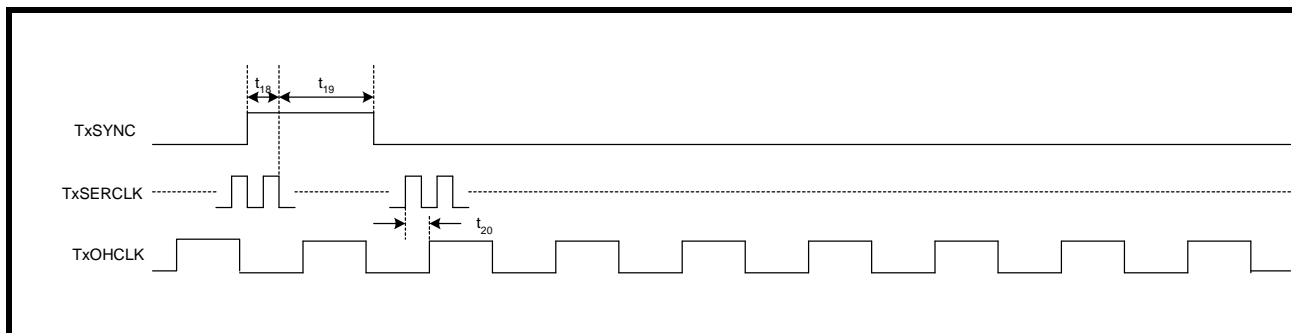 t18 t19
TxSYNC
TxSERCLK
t20
TxOHCLK